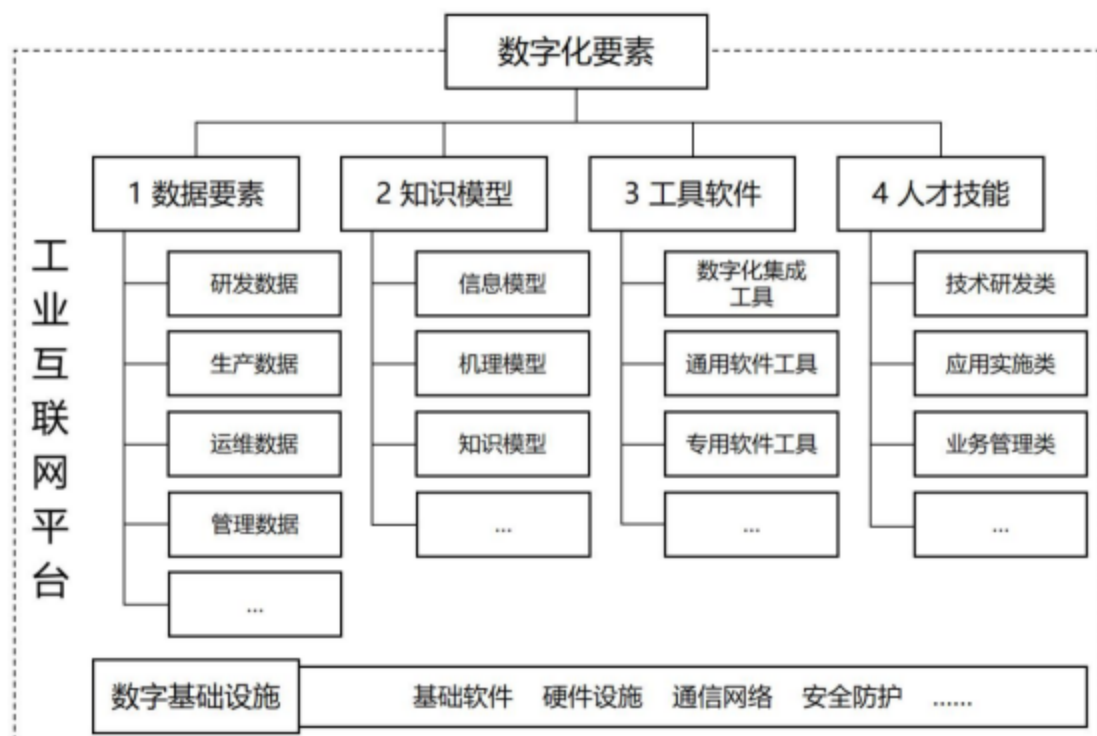 数字化要素
1 数据要素
2 知识模型
3 工具软件
4 人才技能
工业互联网平台
研发数据
信息模型
数字化集成
工具
技术研发类
生产数据
机理模型
通用软件工具
应用实施类
运维数据
知识模型
专用软件工具
业务管理类
管理数据
...
...
...
...
数字基础设施
基础软件 硬件设施 通信网络 安全防护 ......